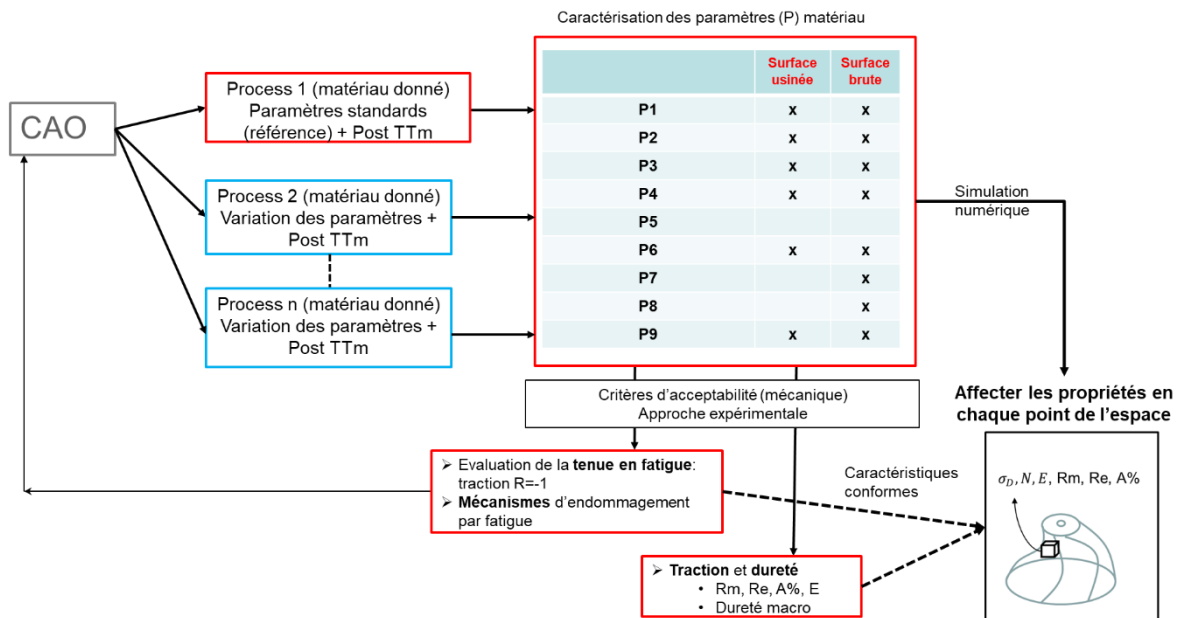 Caractérisation des paramètres (P) matériau
CAO
Process 1 (matériau donné)
Paramètres standards
(référence) + Post TTm
Process 2 (matériau donné)
Variation des paramètres +
Post TTm
Process n (matériau donné)
Variation des paramètres +
Post TTm
Surface usinée Surface brute
P1 x x
P2 x x
P3 x x
P4 x x
P5
P6 x x
P7 x
P8 x
P9 x x
Simulation
numérique
Critères d’acceptabilité (mécanique)
Approche expérimentale
Affecter les propriétés en
chaque point de l’espace
➢ Evaluation de la tenue en fatigue:
traction R=-1
➢ Mécanismes d’endommagement
par fatigue
Caractéristiques
conformes
σ_D, N, E, Rm, Re, A%
➢ Traction et dureté
• Rm, Re, A%, E
• Dureté macro